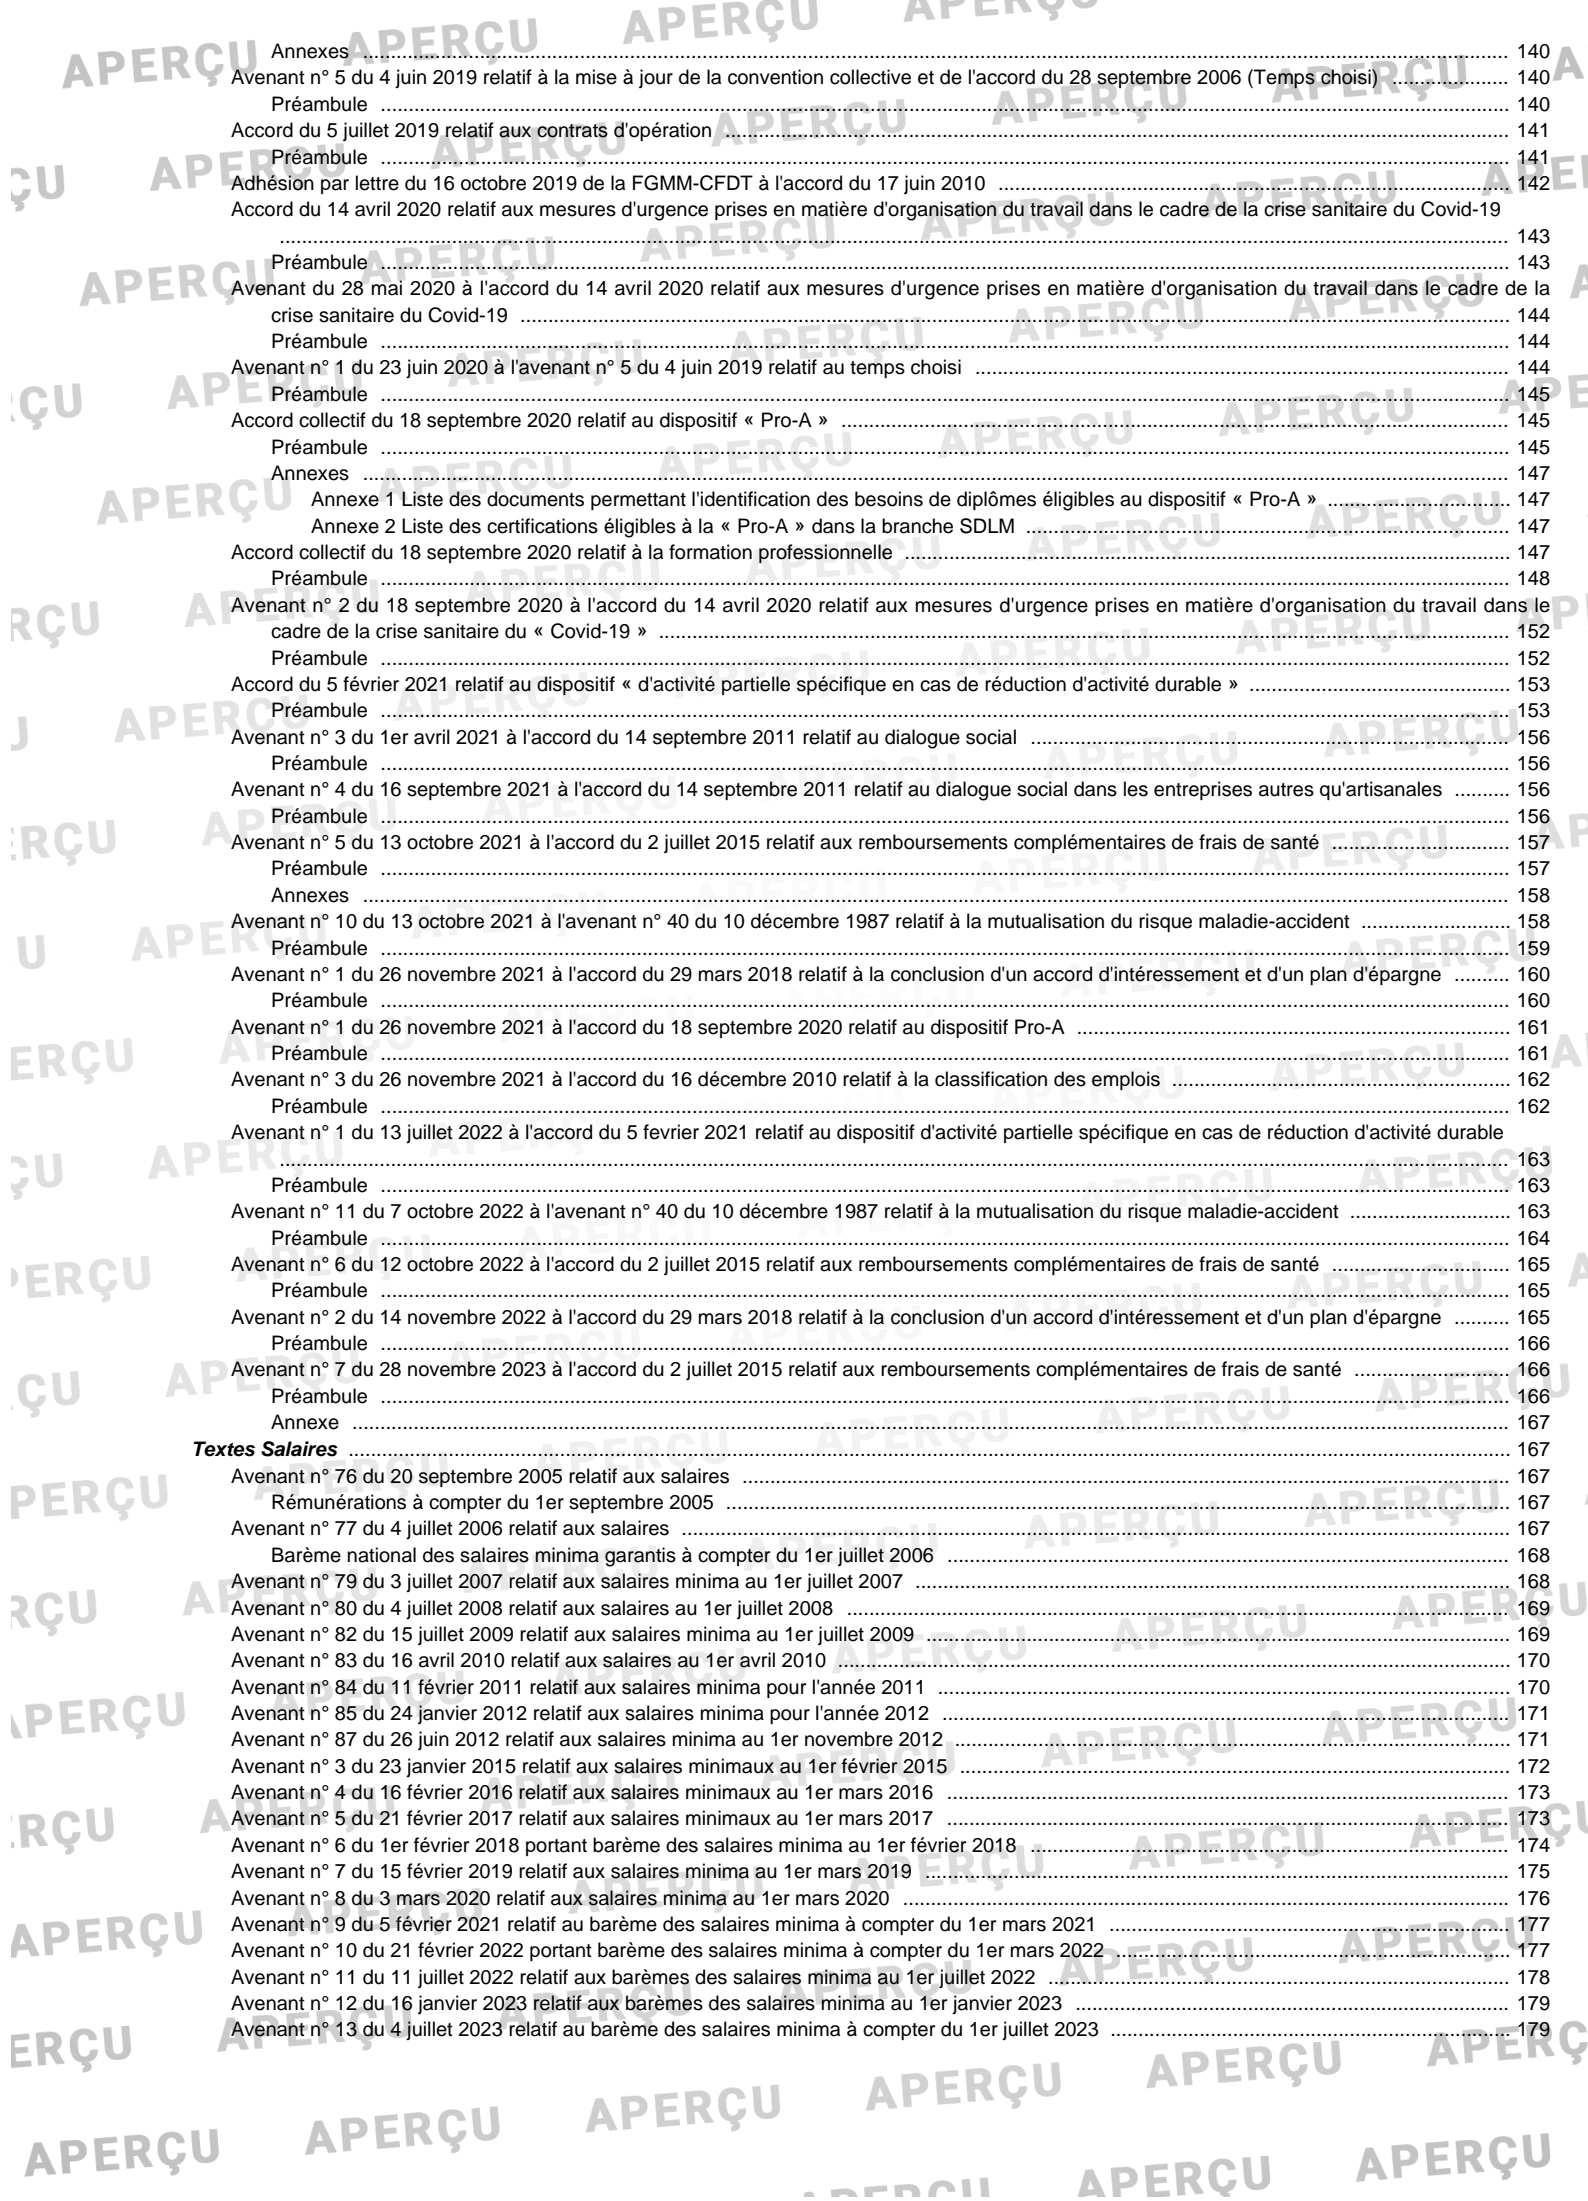 Annexes ........ 140
Avenant n° 5 du 4 juin 2019 relatif à la mise à jour de la convention collective et de l'accord du 28 septembre 2006 (Temps choisi) ........ 140
Préambule ........ 140
Accord du 5 juillet 2019 relatif aux contrats d'opération ........ 141
Préambule ........ 141
Adhésion par lettre du 16 octobre 2019 de la FGMM-CFDT à l'accord du 17 juin 2010 ........ 142
Accord du 14 avril 2020 relatif aux mesures d'urgence prises en matière d'organisation du travail dans le cadre de la crise sanitaire du Covid-19
........ 143
Préambule ........ 143
Avenant du 28 mai 2020 à l'accord du 14 avril 2020 relatif aux mesures d'urgence prises en matière d'organisation du travail dans le cadre de la
crise sanitaire du Covid-19 ........ 144
Préambule ........ 144
Avenant n° 1 du 23 juin 2020 à l'avenant n° 5 du 4 juin 2019 relatif au temps choisi ........ 144
Préambule ........ 145
Accord collectif du 18 septembre 2020 relatif au dispositif « Pro-A » ........ 145
Préambule ........ 145
Annexes ........ 147
Annexe 1 Liste des documents permettant l'identification des besoins de diplômes éligibles au dispositif « Pro-A » ........ 147
Annexe 2 Liste des certifications éligibles à la « Pro-A » dans la branche SDLM ........ 147
Accord collectif du 18 septembre 2020 relatif à la formation professionnelle ........ 147
Préambule ........ 148
Avenant n° 2 du 18 septembre 2020 à l'accord du 14 avril 2020 relatif aux mesures d'urgence prises en matière d'organisation du travail dans le
cadre de la crise sanitaire du « Covid-19 » ........ 152
Préambule ........ 152
Accord du 5 février 2021 relatif au dispositif « d'activité partielle spécifique en cas de réduction d'activité durable » ........ 153
Préambule ........ 153
Avenant n° 3 du 1er avril 2021 à l'accord du 14 septembre 2011 relatif au dialogue social ........ 156
Préambule ........ 156
Avenant n° 4 du 16 septembre 2021 à l'accord du 14 septembre 2011 relatif au dialogue social dans les entreprises autres qu'artisanales ........ 156
Préambule ........ 156
Avenant n° 5 du 13 octobre 2021 à l'accord du 2 juillet 2015 relatif aux remboursements complémentaires de frais de santé ........ 157
Préambule ........ 157
Annexes ........ 158
Avenant n° 10 du 13 octobre 2021 à l'avenant n° 40 du 10 décembre 1987 relatif à la mutualisation du risque maladie-accident ........ 158
Préambule ........ 159
Avenant n° 1 du 26 novembre 2021 à l'accord du 29 mars 2018 relatif à la conclusion d'un accord d'intéressement et d'un plan d'épargne ........ 160
Préambule ........ 160
Avenant n° 1 du 26 novembre 2021 à l'accord du 18 septembre 2020 relatif au dispositif Pro-A ........ 161
Préambule ........ 161
Avenant n° 3 du 26 novembre 2021 à l'accord du 16 décembre 2010 relatif à la classification des emplois ........ 162
Préambule ........ 162
Avenant n° 1 du 13 juillet 2022 à l'accord du 5 fevrier 2021 relatif au dispositif d'activité partielle spécifique en cas de réduction d'activité durable
........ 163
Préambule ........ 163
Avenant n° 11 du 7 octobre 2022 à l'avenant n° 40 du 10 décembre 1987 relatif à la mutualisation du risque maladie-accident ........ 163
Préambule ........ 164
Avenant n° 6 du 12 octobre 2022 à l'accord du 2 juillet 2015 relatif aux remboursements complémentaires de frais de santé ........ 165
Préambule ........ 165
Avenant n° 2 du 14 novembre 2022 à l'accord du 29 mars 2018 relatif à la conclusion d'un accord d'intéressement et d'un plan d'épargne ........ 165
Préambule ........ 166
Avenant n° 7 du 28 novembre 2023 à l'accord du 2 juillet 2015 relatif aux remboursements complémentaires de frais de santé ........ 166
Préambule ........ 166
Annexe ........ 167
Textes Salaires ........ 167
Avenant n° 76 du 20 septembre 2005 relatif aux salaires ........ 167
Rémunérations à compter du 1er septembre 2005 ........ 167
Avenant n° 77 du 4 juillet 2006 relatif aux salaires ........ 167
Barème national des salaires minima garantis à compter du 1er juillet 2006 ........ 168
Avenant n° 79 du 3 juillet 2007 relatif aux salaires minima au 1er juillet 2007 ........ 168
Avenant n° 80 du 4 juillet 2008 relatif aux salaires au 1er juillet 2008 ........ 169
Avenant n° 82 du 15 juillet 2009 relatif aux salaires minima au 1er juillet 2009 ........ 169
Avenant n° 83 du 16 avril 2010 relatif aux salaires au 1er avril 2010 ........ 170
Avenant n° 84 du 11 février 2011 relatif aux salaires minima pour l'année 2011 ........ 170
Avenant n° 85 du 24 janvier 2012 relatif aux salaires minima pour l'année 2012 ........ 171
Avenant n° 87 du 26 juin 2012 relatif aux salaires minima au 1er novembre 2012 ........ 171
Avenant n° 3 du 23 janvier 2015 relatif aux salaires minimaux au 1er février 2015 ........ 172
Avenant n° 4 du 16 février 2016 relatif aux salaires minimaux au 1er mars 2016 ........ 173
Avenant n° 5 du 21 février 2017 relatif aux salaires minimaux au 1er mars 2017 ........ 173
Avenant n° 6 du 1er février 2018 portant barème des salaires minima au 1er février 2018 ........ 174
Avenant n° 7 du 15 février 2019 relatif aux salaires minima au 1er mars 2019 ........ 175
Avenant n° 8 du 3 mars 2020 relatif aux salaires minima au 1er mars 2020 ........ 176
Avenant n° 9 du 5 février 2021 relatif au barème des salaires minima à compter du 1er mars 2021 ........ 177
Avenant n° 10 du 21 février 2022 portant barème des salaires minima à compter du 1er mars 2022 ........ 177
Avenant n° 11 du 11 juillet 2022 relatif aux barèmes des salaires minima au 1er juillet 2022 ........ 178
Avenant n° 12 du 16 janvier 2023 relatif aux barèmes des salaires minima au 1er janvier 2023 ........ 179
Avenant n° 13 du 4 juillet 2023 relatif au barème des salaires minima à compter du 1er juillet 2023 ........ 179
APERÇU